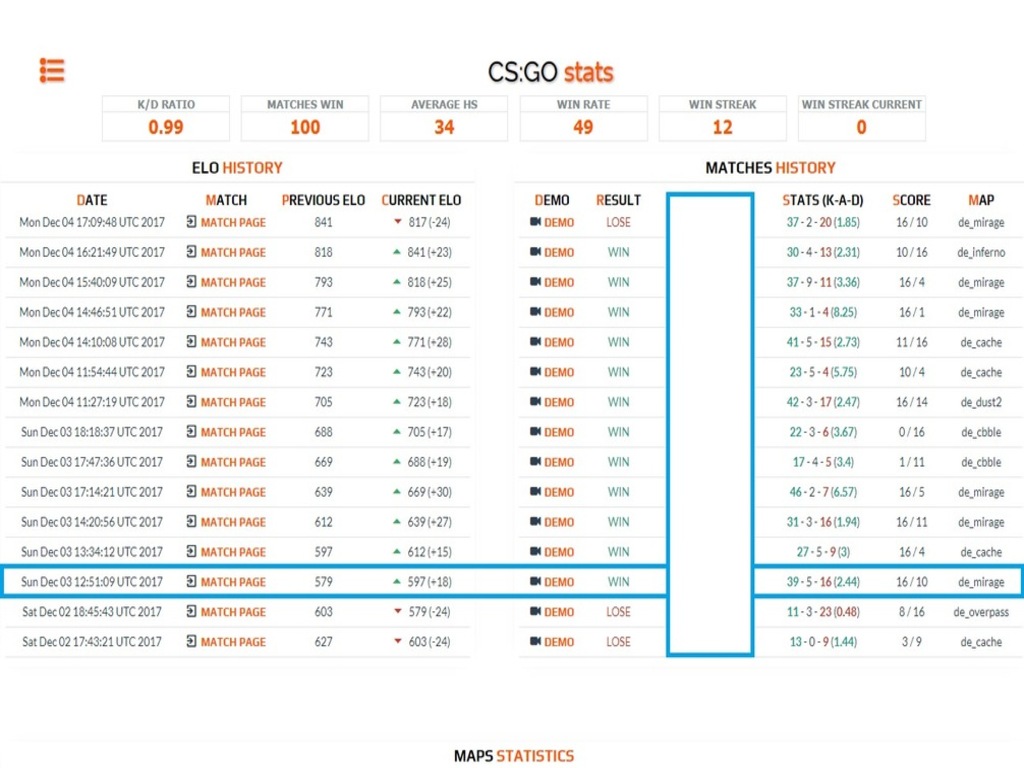 CS:GO stats
K/D RATIO MATCHES WIN AVERAGE HS WIN RATE WIN STREAK WIN STREAK CURRENT
0.99 100 34 49 12 0
ELO HISTORY MATCHES HISTORY
DATE MATCH PREVIOUS ELO CURRENT ELO DEMO RESULT STATS (K-A-D) SCORE MAP
Mon Dec 04 17:09:48 UTC 2017 MATCH PAGE 841 817 (-24) DEMO LOSE 37 - 2 - 20 (1.85) 16 / 10 de_mirage
Mon Dec 04 16:21:49 UTC 2017 MATCH PAGE 818 841 (+23) DEMO WIN 30 - 4 - 13 (2.31) 10 / 16 de_inferno
Mon Dec 04 15:40:09 UTC 2017 MATCH PAGE 793 818 (+25) DEMO WIN 37 - 9 - 11 (3.36) 16 / 4 de_mirage
Mon Dec 04 14:46:51 UTC 2017 MATCH PAGE 771 793 (+22) DEMO WIN 33 - 1 - 4 (8.25) 16 / 1 de_mirage
Mon Dec 04 14:10:08 UTC 2017 MATCH PAGE 743 771 (+28) DEMO WIN 41 - 5 - 15 (2.73) 11 / 16 de_cache
Mon Dec 04 11:54:44 UTC 2017 MATCH PAGE 723 743 (+20) DEMO WIN 23 - 5 - 4 (5.75) 10 / 4 de_cache
Mon Dec 04 11:27:19 UTC 2017 MATCH PAGE 705 723 (+18) DEMO WIN 42 - 3 - 17 (2.47) 16 / 14 de_dust2
Sun Dec 03 18:18:37 UTC 2017 MATCH PAGE 688 705 (+17) DEMO WIN 22 - 3 - 6 (3.67) 0 / 16 de_cbble
Sun Dec 03 17:47:36 UTC 2017 MATCH PAGE 669 688 (+19) DEMO WIN 17 - 4 - 5 (3.4) 1 / 11 de_cbble
Sun Dec 03 17:14:21 UTC 2017 MATCH PAGE 639 669 (+30) DEMO WIN 46 - 2 - 7 (6.57) 16 / 5 de_mirage
Sun Dec 03 14:20:56 UTC 2017 MATCH PAGE 612 639 (+27) DEMO WIN 31 - 3 - 16 (1.94) 16 / 11 de_mirage
Sun Dec 03 13:34:12 UTC 2017 MATCH PAGE 597 612 (+15) DEMO WIN 27 - 5 - 9 (3) 16 / 4 de_cache
Sun Dec 03 12:51:09 UTC 2017 MATCH PAGE 579 597 (+18) DEMO WIN 39 - 5 - 16 (2.44) 16 / 10 de_mirage
Sat Dec 02 18:45:43 UTC 2017 MATCH PAGE 603 579 (-24) DEMO LOSE 11 - 3 - 23 (0.48) 8 / 16 de_overpass
Sat Dec 02 17:43:21 UTC 2017 MATCH PAGE 627 603 (-24) DEMO LOSE 13 - 0 - 9 (1.44) 3 / 9 de_cache
MAPS STATISTICS